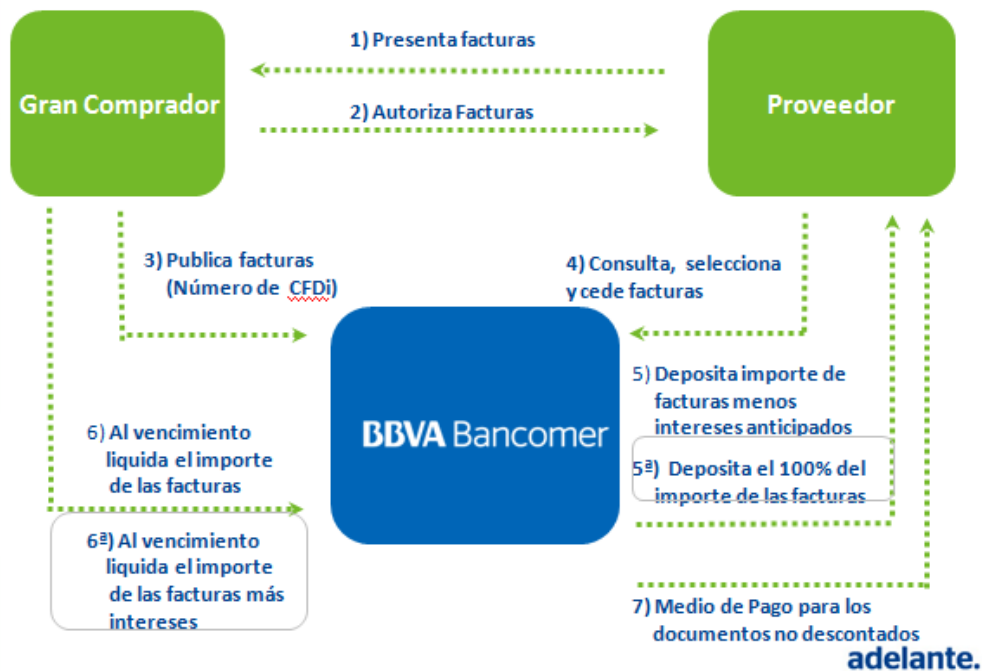 1) Presenta facturas
Gran Comprador
Proveedor
2) Autoriza Facturas
3) Publica facturas
(Número de CFDi)
4) Consulta, selecciona
y cede facturas
BBVA Bancomer
5) Deposita importe de
facturas menos
intereses anticipados
5ª) Deposita el 100% del
importe de las facturas
6) Al vencimiento
liquida el importe
de las facturas
6ª) Al vencimiento
liquida el importe
de las facturas más
intereses
7) Medio de Pago para los
documentos no descontados
adelante.